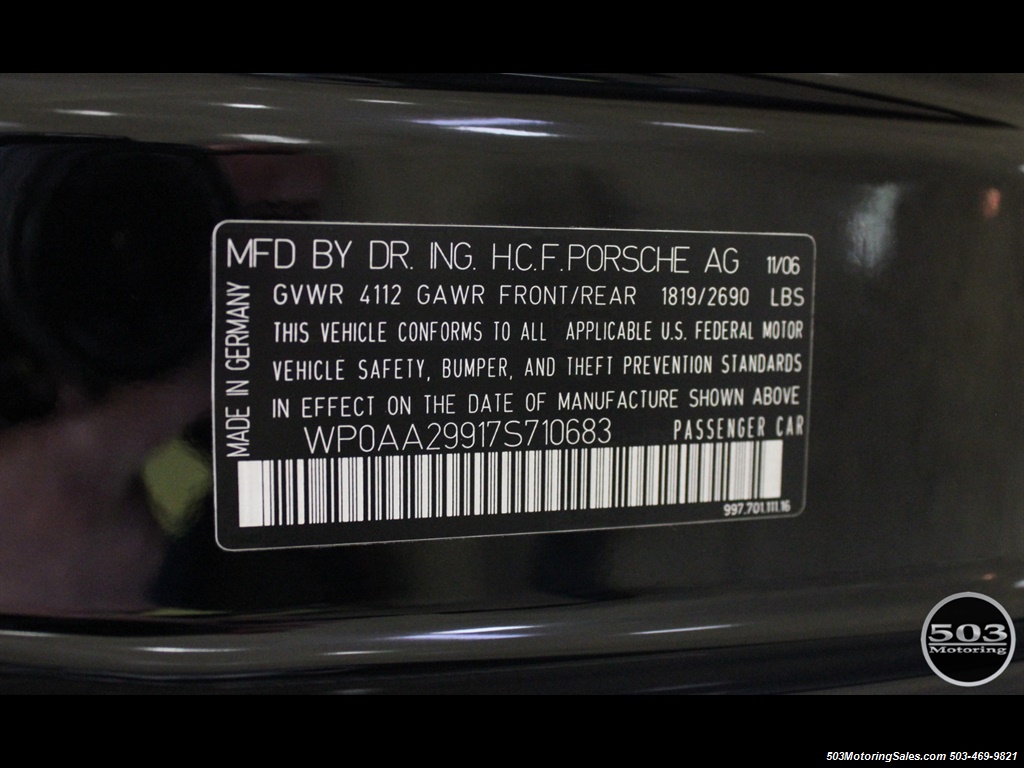 MFD BY DR. ING. H.C.F. PORSCHE AG 11/06
GVWR 4112 GAWR FRONT/REAR 1819/2690 LBS
THIS VEHICLE CONFORMS TO ALL APPLICABLE U.S. FEDERAL MOTOR
VEHICLE SAFETY, BUMPER, AND THEFT PREVENTION STANDARDS
IN EFFECT ON THE DATE OF MANUFACTURE SHOWN ABOVE
WP0AA29917S710683 PASSENGER CAR
MADE IN GERMANY
997.701.111.16
503
Motoring
503MotoringSales.com 503-469-9821